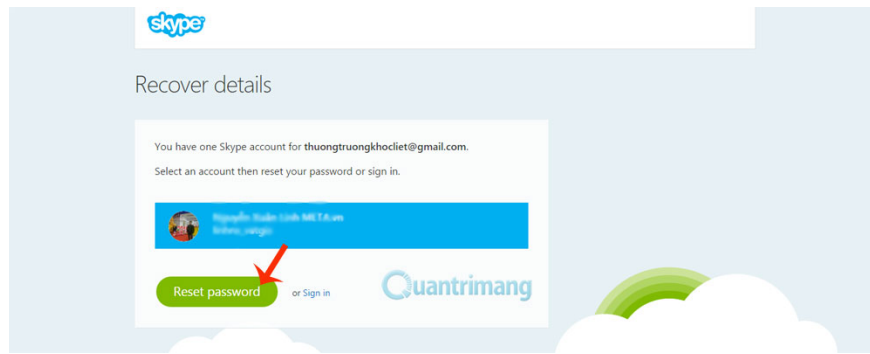 skype
Recover details
You have one Skype account for thuongtruongkhocliet@gmail.com.
Select an account then reset your password or sign in.
Reset password
or Sign in
Quantrimang